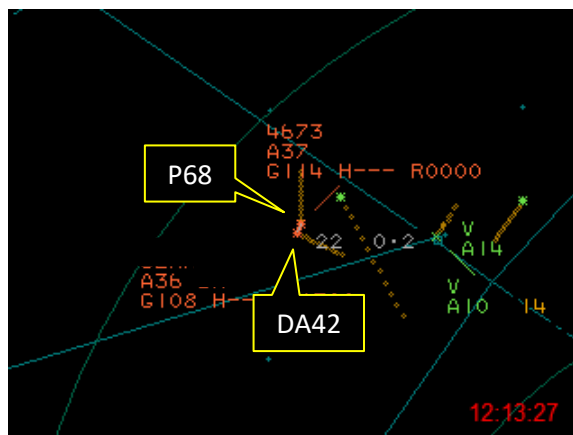 4673
A37
G114 H--- R0000
P68
22 0.2
V
A14
A36
G108 H--
V
A10 14
DA42
12:13:27